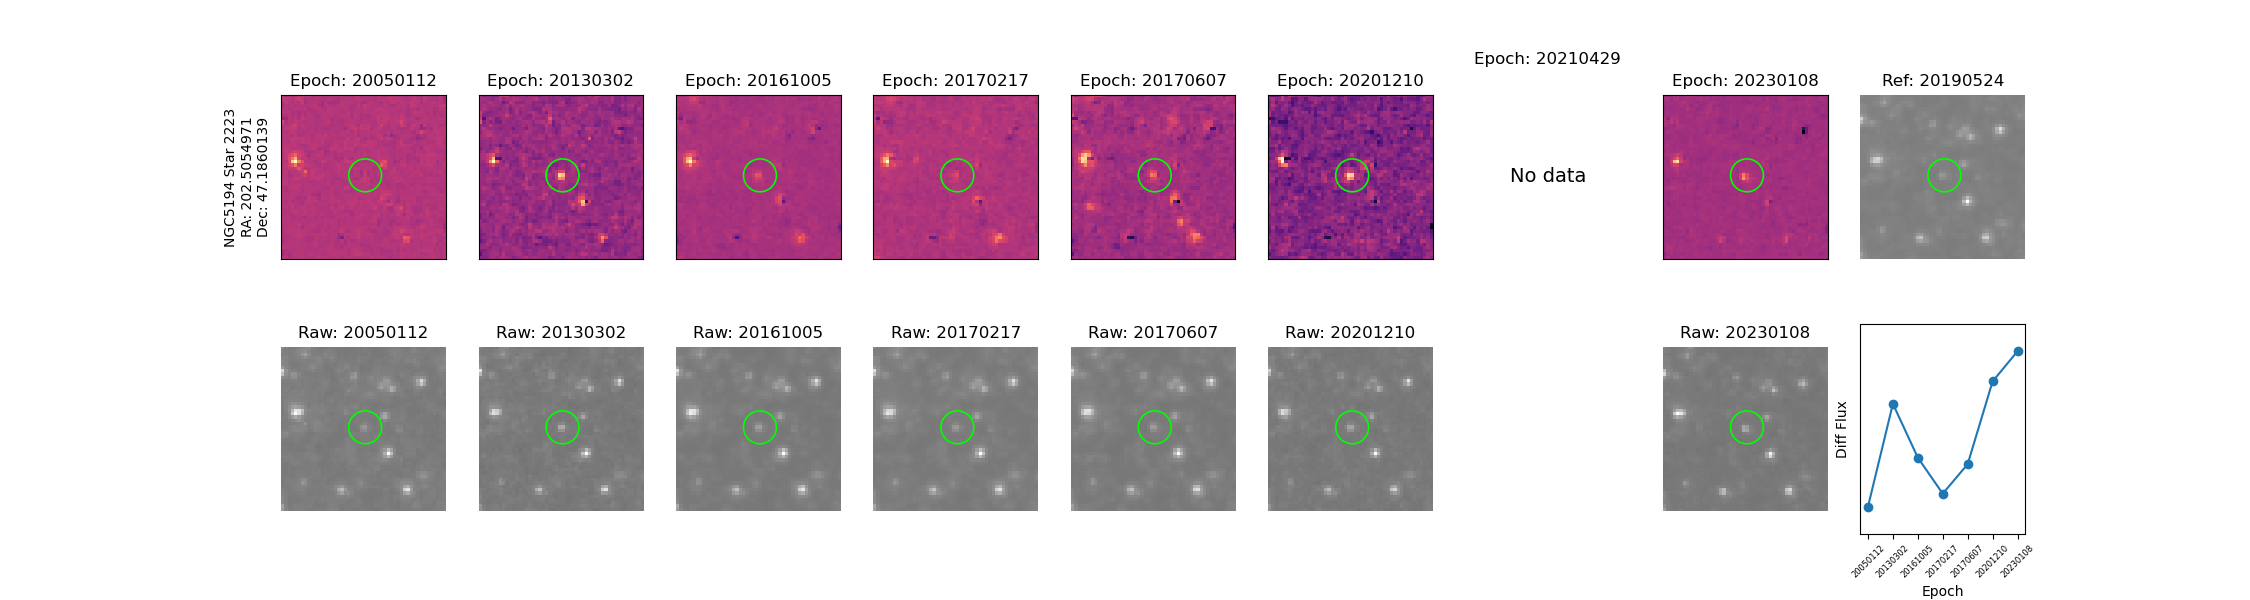 Epoch: 20210429
Epoch: 20050112
Epoch: 20130302
Epoch: 20161005
Epoch: 20170217
Epoch: 20170607
Epoch: 20201210
Epoch: 20230108
Ref: 20190524
NGC5194 Star 2223
RA: 202.5054971
Dec: 47.1860139
No data
Raw: 20050112
Raw: 20130302
Raw: 20161005
Raw: 20170217
Raw: 20170607
Raw: 20201210
Raw: 20230108
Diff Flux
20050112
20130302
20161005
20170217
20170607
20201210
20230108
Epoch